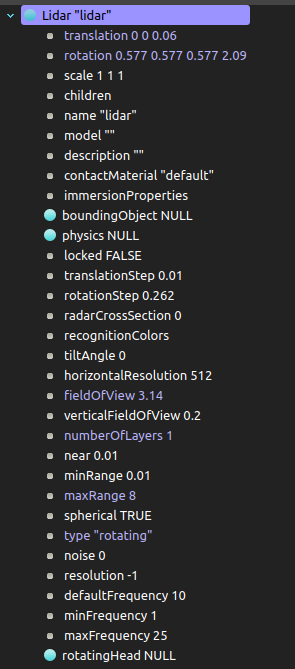 Lidar "lidar"
translation 0 0 0.06
rotation 0.577 0.577 0.577 2.09
scale 1 1 1
children
name "lidar"
model ""
description ""
contactMaterial "default"
immersionProperties
boundingObject NULL
physics NULL
locked FALSE
translationStep 0.01
rotationStep 0.262
radarCrossSection 0
recognitionColors
tiltAngle 0
horizontalResolution 512
fieldOfView 3.14
verticalFieldOfView 0.2
numberOfLayers 1
near 0.01
minRange 0.01
maxRange 8
spherical TRUE
type "rotating"
noise 0
resolution -1
defaultFrequency 10
minFrequency 1
maxFrequency 25
rotatingHead NULL